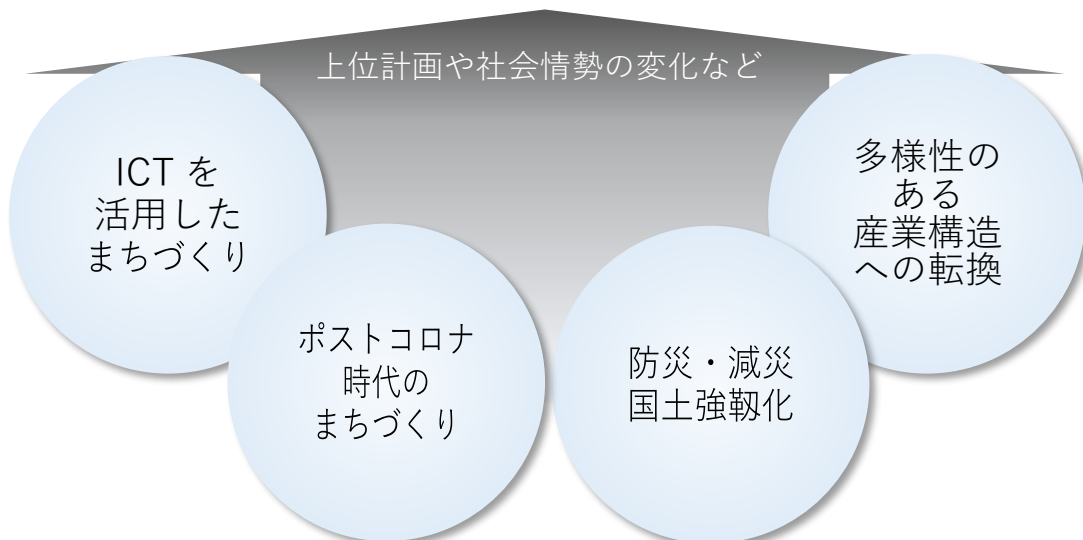 上位計画や社会情勢の変化など
ICT を
活用した
まちづくり
ポストコロナ
時代の
まちづくり
防災・減災
国土強靱化
多様性の
ある
産業構造
への転換